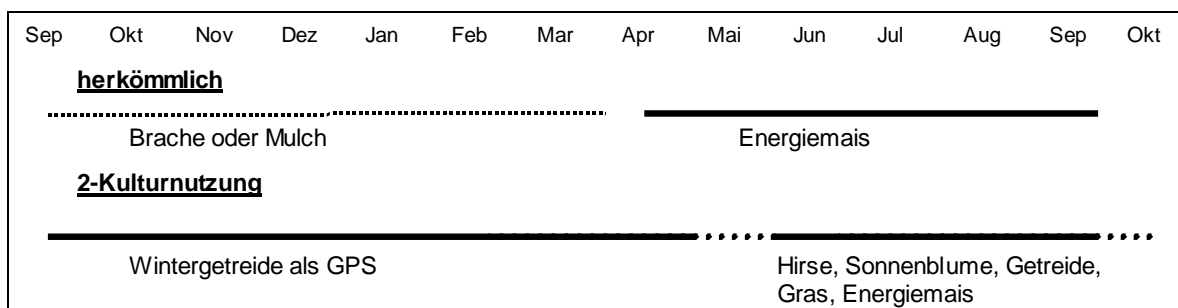 Sep Okt Nov Dez Jan Feb Mar Apr Mai Jun Jul Aug Sep Okt
herkömmlich
Brache oder Mulch Energiemais
2-Kulturnutzung
Wintergetreide als GPS Hirse, Sonnenblume, Getreide,
Gras, Energiemais